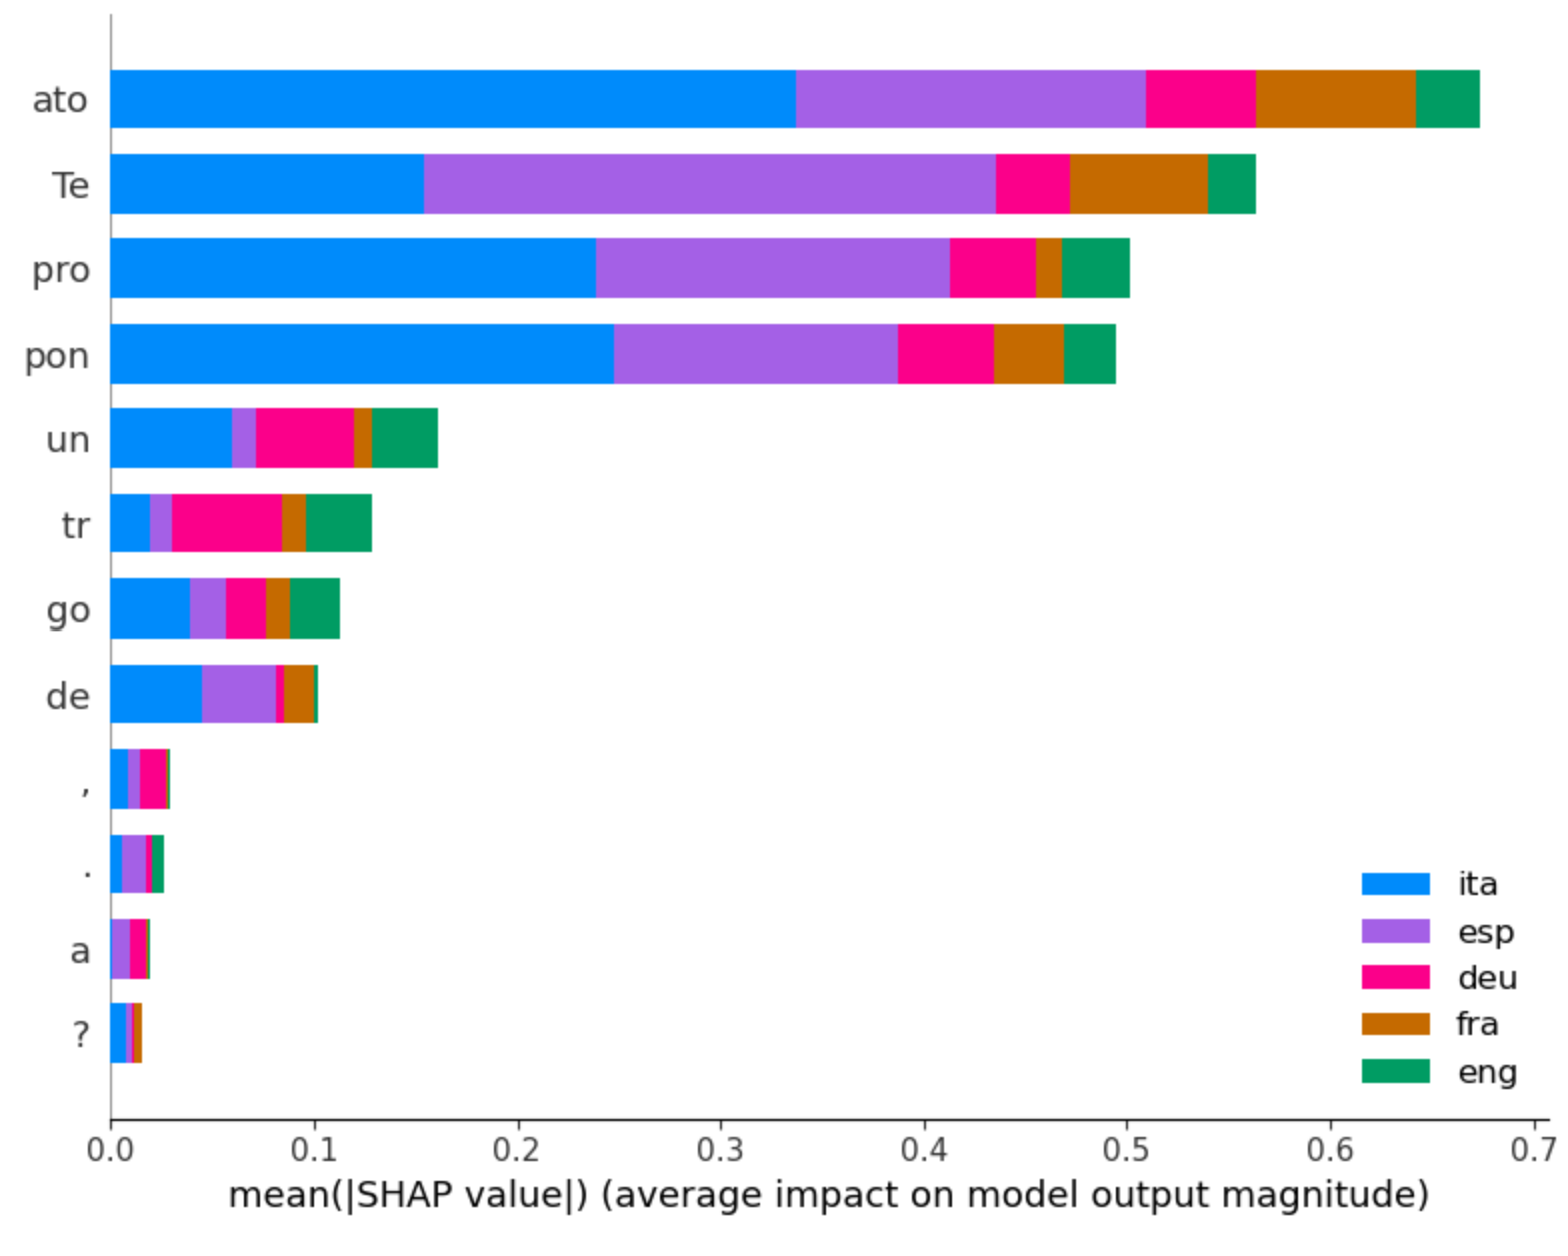 ato
Te
pro
pon
un
tr
go
de
,
.
a
?
ita
esp
deu
fra
eng
0.0 0.1 0.2 0.3 0.4 0.5 0.6 0.7
mean(|SHAP value|) (average impact on model output magnitude)